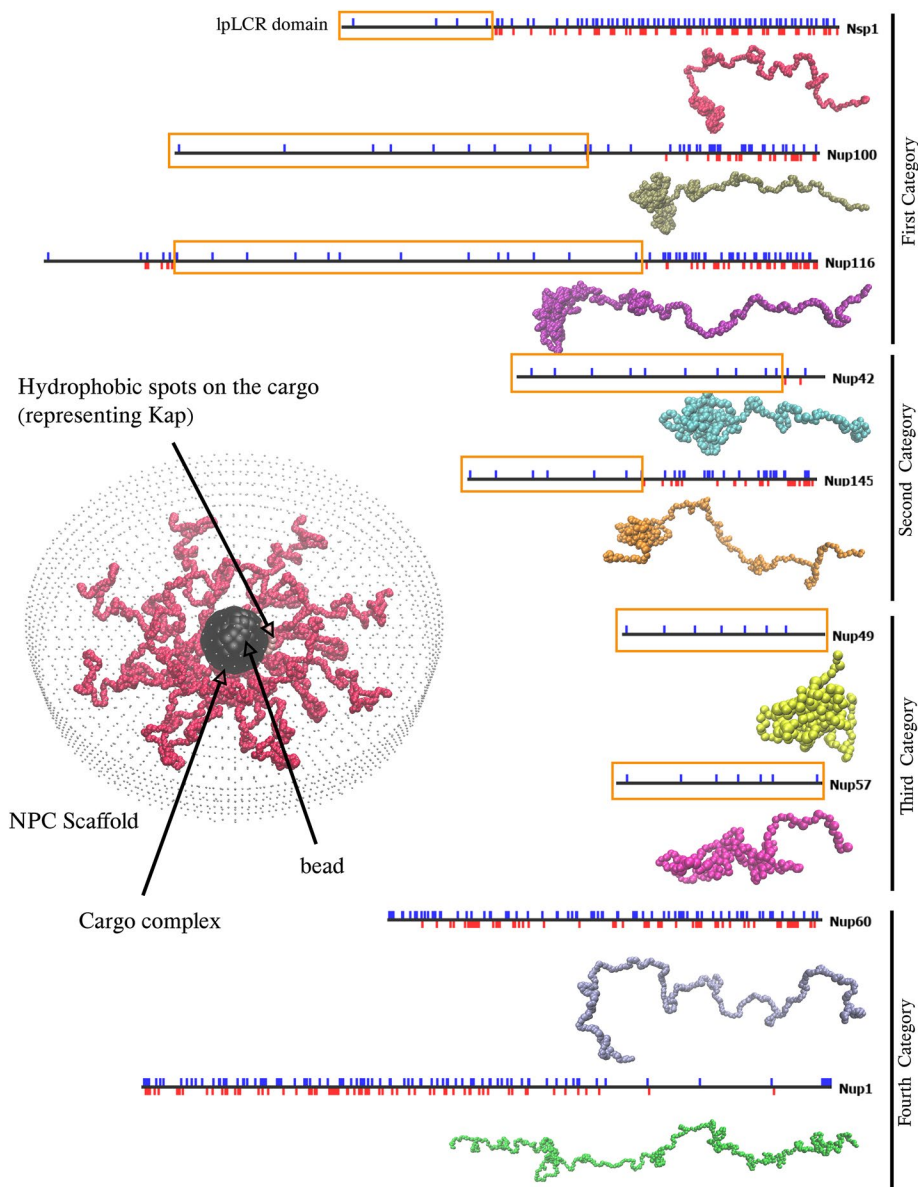 lpLCR domain
Nsp1
Nup100
Nup116
First Category
Nup42
Nup145
Second Category
Hydrophobic spots on the cargo
(representing Kap)
NPC Scaffold
bead
Cargo complex
Nup49
Nup57
Third Category
Nup60
Nup1
Fourth Category